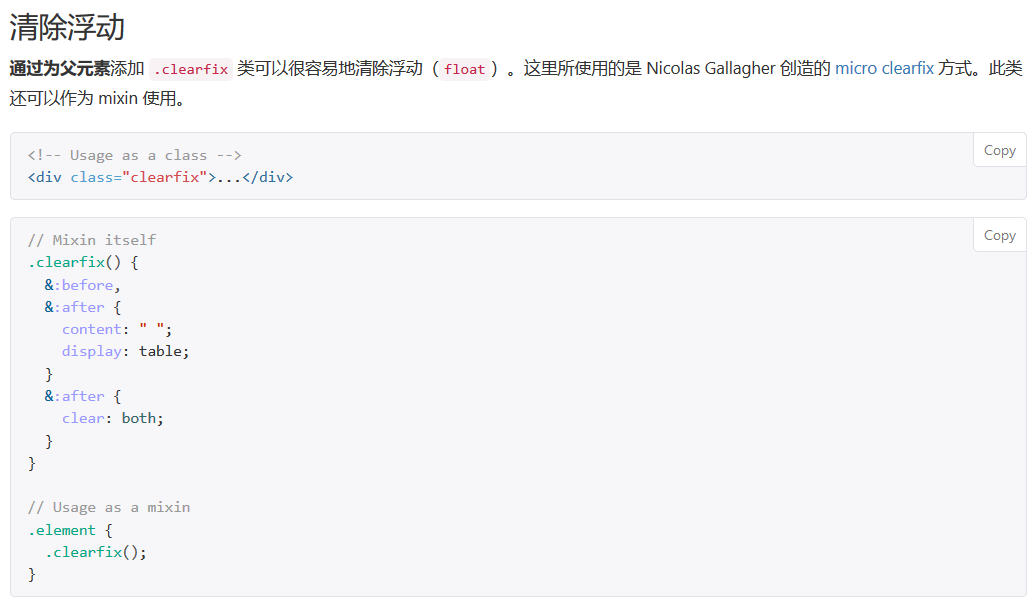 清除浮动
通过为父元素添加 .clearfix 类可以很容易地清除浮动（float）。这里所使用的是 Nicolas Gallagher 创造的 micro clearfix 方式。此类
还可以作为 mixin 使用。
Copy
<!-- Usage as a class -->
<div class="clearfix">...</div>
Copy
// Mixin itself
.clearfix() {
  &:before,
  &:after {
    content: " ";
    display: table;
  }
  &:after {
    clear: both;
  }
}
// Usage as a mixin
.element {
  .clearfix();
}